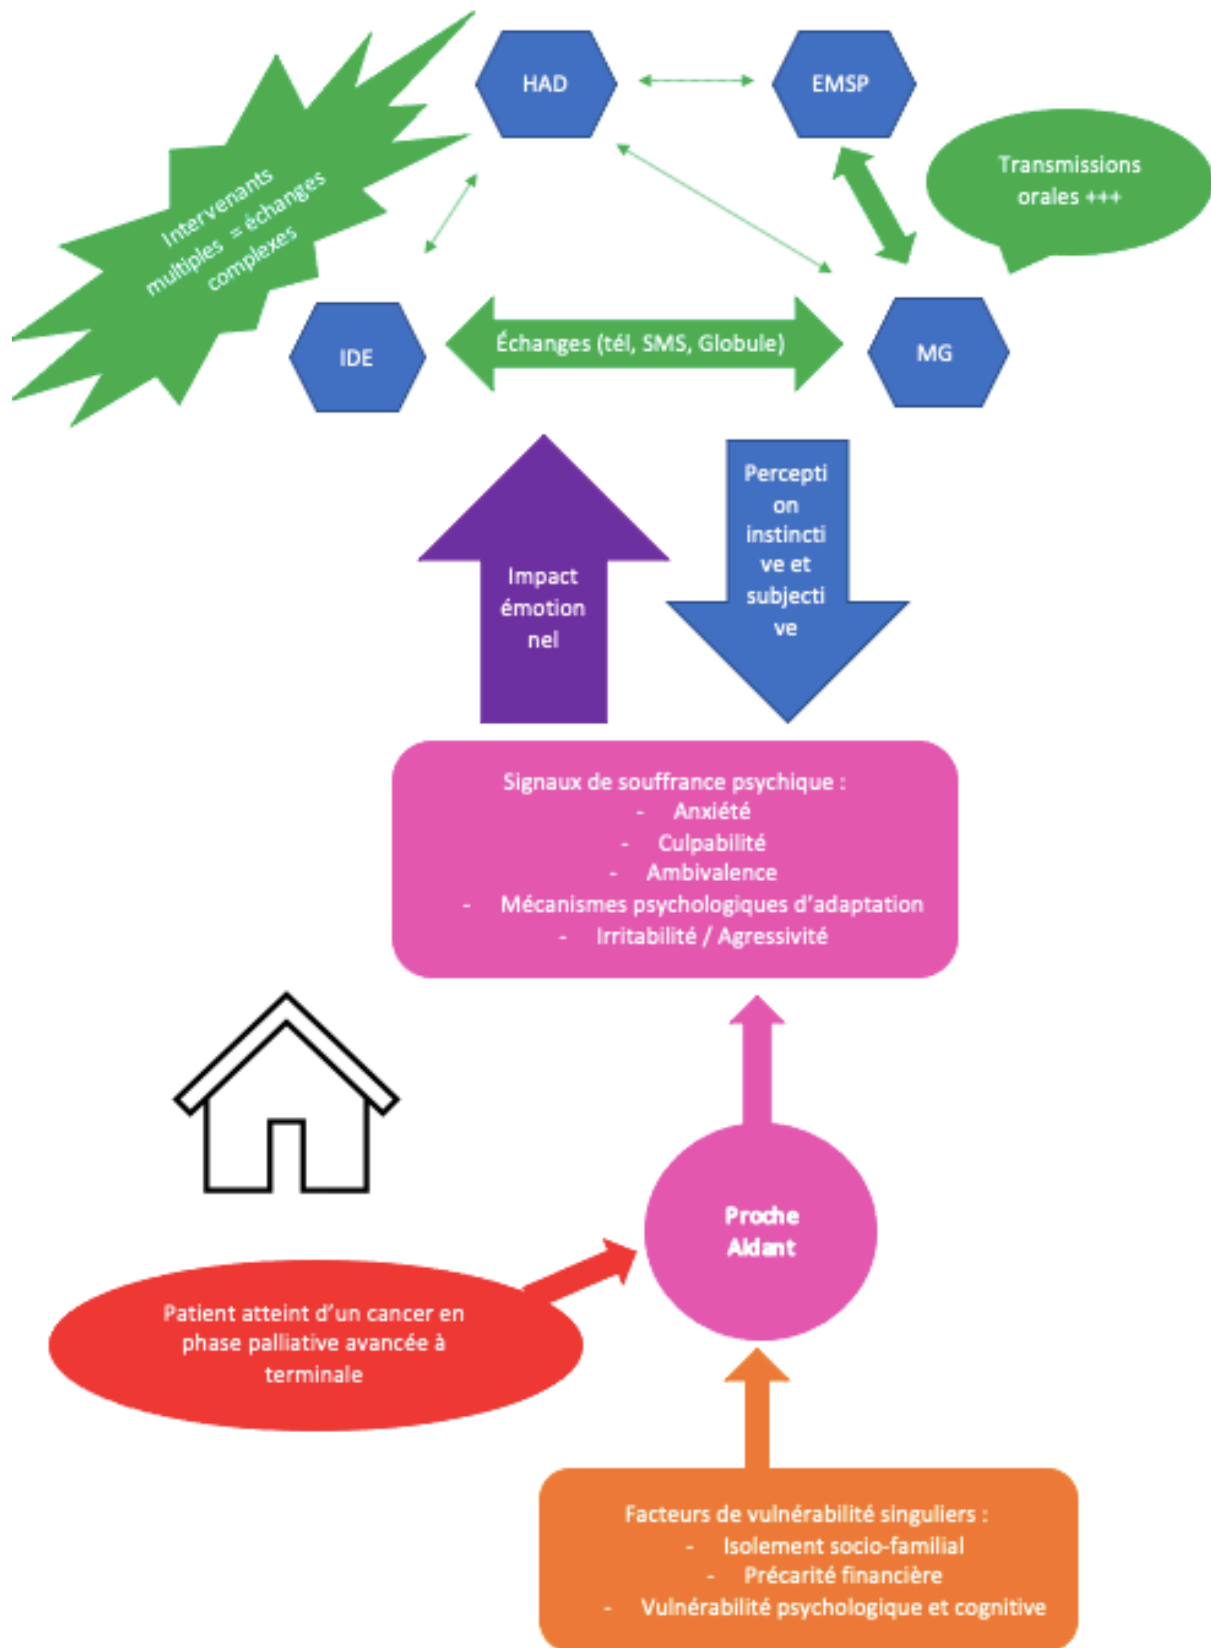 HAD
EMSP
Intervenants
multiples = échanges
complexes
Transmissions
orales +++
IDE
Échanges (tél, SMS, Globule)
MG
Impact
émotion
nel
Percepti
on
instincti
ve et
subjecti
ve
Signaux de souffrance psychique :
- Anxiété
- Culpabilité
- Ambivalence
- Mécanismes psychologiques d'adaptation
- Irritabilité / Agressivité
Proche
Aidant
Patient atteint d'un cancer en
phase palliative avancée à
terminale
Facteurs de vulnérabilité singuliers :
- Isolement socio-familial
- Précarité financière
- Vulnérabilité psychologique et cognitive